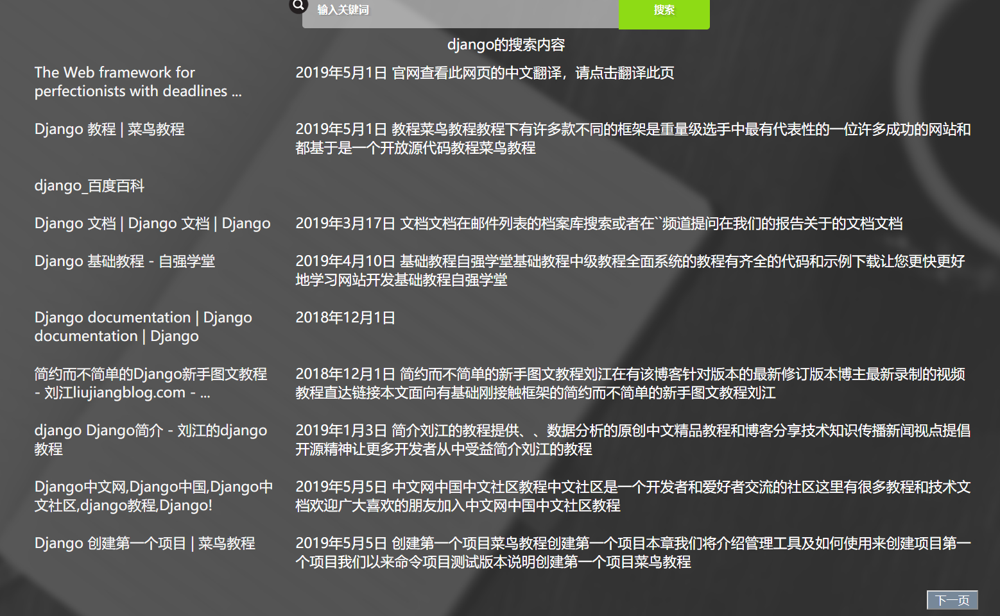 输入关键词 搜索
django的搜索内容
The Web framework for 2019年5月1日 官网查看此网页的中文翻译，请点击翻译此页
perfectionists with deadlines ...
Django 教程 | 菜鸟教程 2019年5月1日 教程菜鸟教程教程下有许多款不同的框架是重量级选手中最有代表性的一位许多成功的网站和
都基于是一个开放源代码教程菜鸟教程
django_百度百科
Django 文档 | Django 文档 | Django 2019年3月17日 文档文档在邮件列表的档案库搜索或者在``频道提问在我们的报告关于的文档文档
Django 基础教程 - 自强学堂 2019年4月10日 基础教程自强学堂基础教程中级教程全面系统的教程有齐全的代码和示例下载让您更快更好
地学习网站开发基础教程自强学堂
Django documentation | Django 2018年12月1日
documentation | Django
简约而不简单的Django新手图文教程 2018年12月1日 简约而不简单的新手图文教程刘江在有该博客针对版本的最新修订版本博主最新录制的视频
- 刘江liujiangblog.com - ... 教程直达链接本文面向有基础刚接触框架的简约而不简单的新手图文教程刘江
django Django简介 - 刘江的django 2019年1月3日 简介刘江的教程提供、、数据分析的原创中文精品教程和博客分享技术知识传播新闻视点提倡
教程 开源精神让更多开发者从中受益简介刘江的教程
Django中文网,Django中国,Django中 2019年5月5日 中文网中国中文社区教程中文社区是一个开发者和爱好者交流的社区这里有很多教程和技术文
文社区,django教程,Django! 档欢迎广大喜欢的朋友加入中文网中国中文社区教程
Django 创建第一个项目 | 菜鸟教程 2019年5月5日 创建第一个项目菜鸟教程创建第一个项目本章我们将介绍管理工具及如何使用来创建项目第一
个项目我们以来命令项目测试版本说明创建第一个项目菜鸟教程
下一页